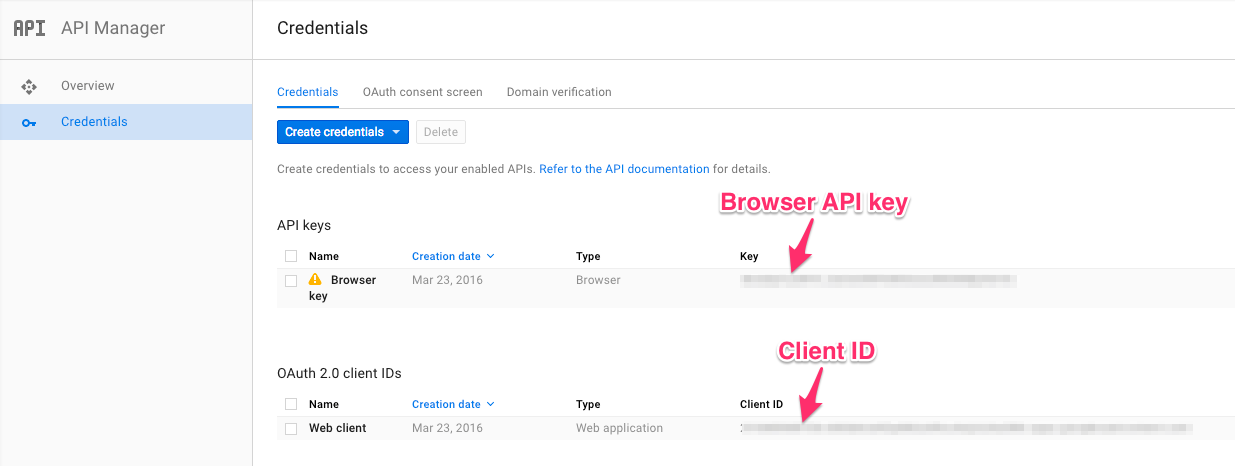 API API Manager
Credentials
Overview
Credentials
Credentials OAuth consent screen Domain verification
Create credentials Delete
Create credentials to access your enabled APIs. Refer to the API documentation for details.
Browser API key
API keys
Name Creation date Type Key
Browser key Mar 23, 2016 Browser
Client ID
OAuth 2.0 client IDs
Name Creation date Type Client ID
Web client Mar 23, 2016 Web application